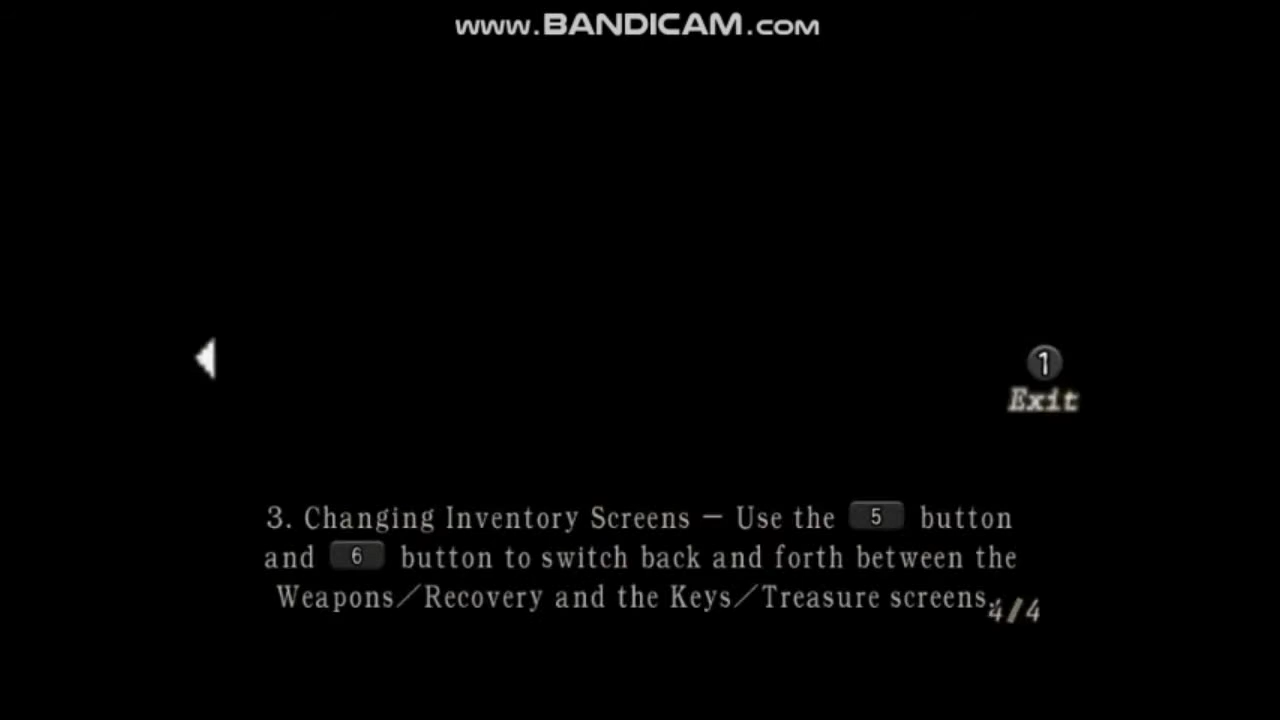 www.BANDICAM.com
1
Exit
3. Changing Inventory Screens — Use the 5 button
and 6 button to switch back and forth between the
Weapons/Recovery and the Keys/Treasure screens.
4/4